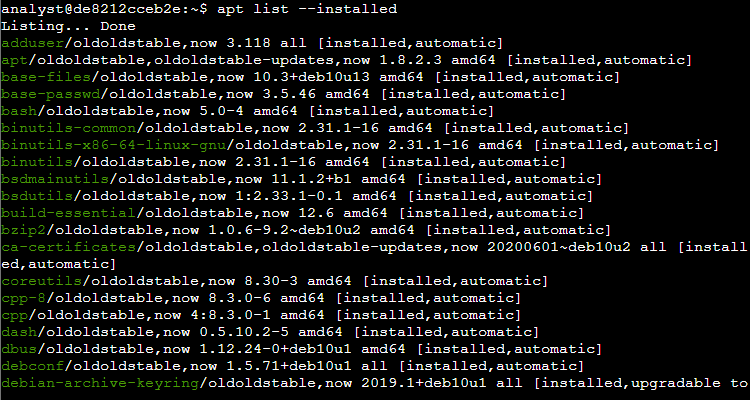 analyst@de8212cceb2e:~$ apt list --installed
Listing... Done
adduser/oldoldstable,now 3.118 all [installed,automatic]
apt/oldoldstable,oldoldstable-updates,now 1.8.2.3 amd64 [installed,automatic]
base-files/oldoldstable,now 10.3+deb10u13 amd64 [installed,automatic]
base-passwd/oldoldstable,now 3.5.46 amd64 [installed,automatic]
bash/oldoldstable,now 5.0-4 amd64 [installed,automatic]
binutils-common/oldoldstable,now 2.31.1-16 amd64 [installed,automatic]
binutils-x86-64-linux-gnu/oldoldstable,now 2.31.1-16 amd64 [installed,automatic]
binutils/oldoldstable,now 2.31.1-16 amd64 [installed,automatic]
bsdmainutils/oldoldstable,now 11.1.2+b1 amd64 [installed,automatic]
bsdutils/oldoldstable,now 1:2.33.1-0.1 amd64 [installed,automatic]
build-essential/oldoldstable,now 12.6 amd64 [installed,automatic]
bzip2/oldoldstable,now 1.0.6-9.2~deb10u2 amd64 [installed,automatic]
ca-certificates/oldoldstable,oldoldstable-updates,now 20200601~deb10u2 all [install
ed,automatic]
coreutils/oldoldstable,now 8.30-3 amd64 [installed,automatic]
cpp-8/oldoldstable,now 8.3.0-6 amd64 [installed,automatic]
cpp/oldoldstable,now 4:8.3.0-1 amd64 [installed,automatic]
dash/oldoldstable,now 0.5.10.2-5 amd64 [installed,automatic]
dbus/oldoldstable,now 1.12.24-0+deb10u1 amd64 [installed,automatic]
debconf/oldoldstable,now 1.5.71+deb10u1 all [installed,automatic]
debian-archive-keyring/oldoldstable,now 2019.1+deb10u1 all [installed,upgradable to